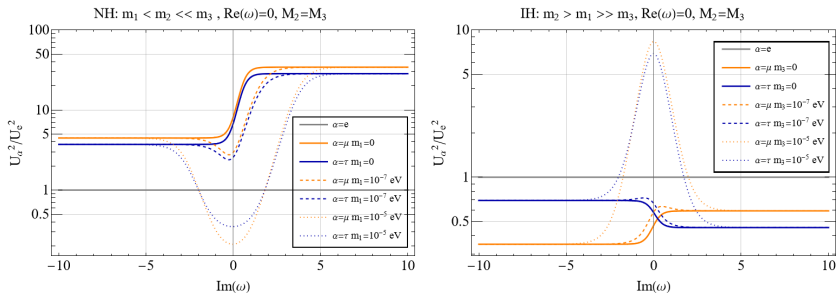 NH: m₁ < m₂ << m₃ , Re(ω)=0, M₂=M₃
100
50
10
5
1
0.5
Uα²/Ue²
-10
-5
0
5
10
Im(ω)
α=e
α=μ m₁=0
α=τ m₁=0
α=μ m₁=10⁻⁷ eV
α=τ m₁=10⁻⁷ eV
α=μ m₁=10⁻⁵ eV
α=τ m₁=10⁻⁵ eV
IH: m₂ > m₁ >> m₃, Re(ω)=0, M₂=M₃
10
5
1
0.5
Uα²/Ue²
-10
-5
0
5
10
Im(ω)
α=e
α=μ m₃=0
α=τ m₃=0
α=μ m₃=10⁻⁷ eV
α=τ m₃=10⁻⁷ eV
α=μ m₃=10⁻⁵ eV
α=τ m₃=10⁻⁵ eV